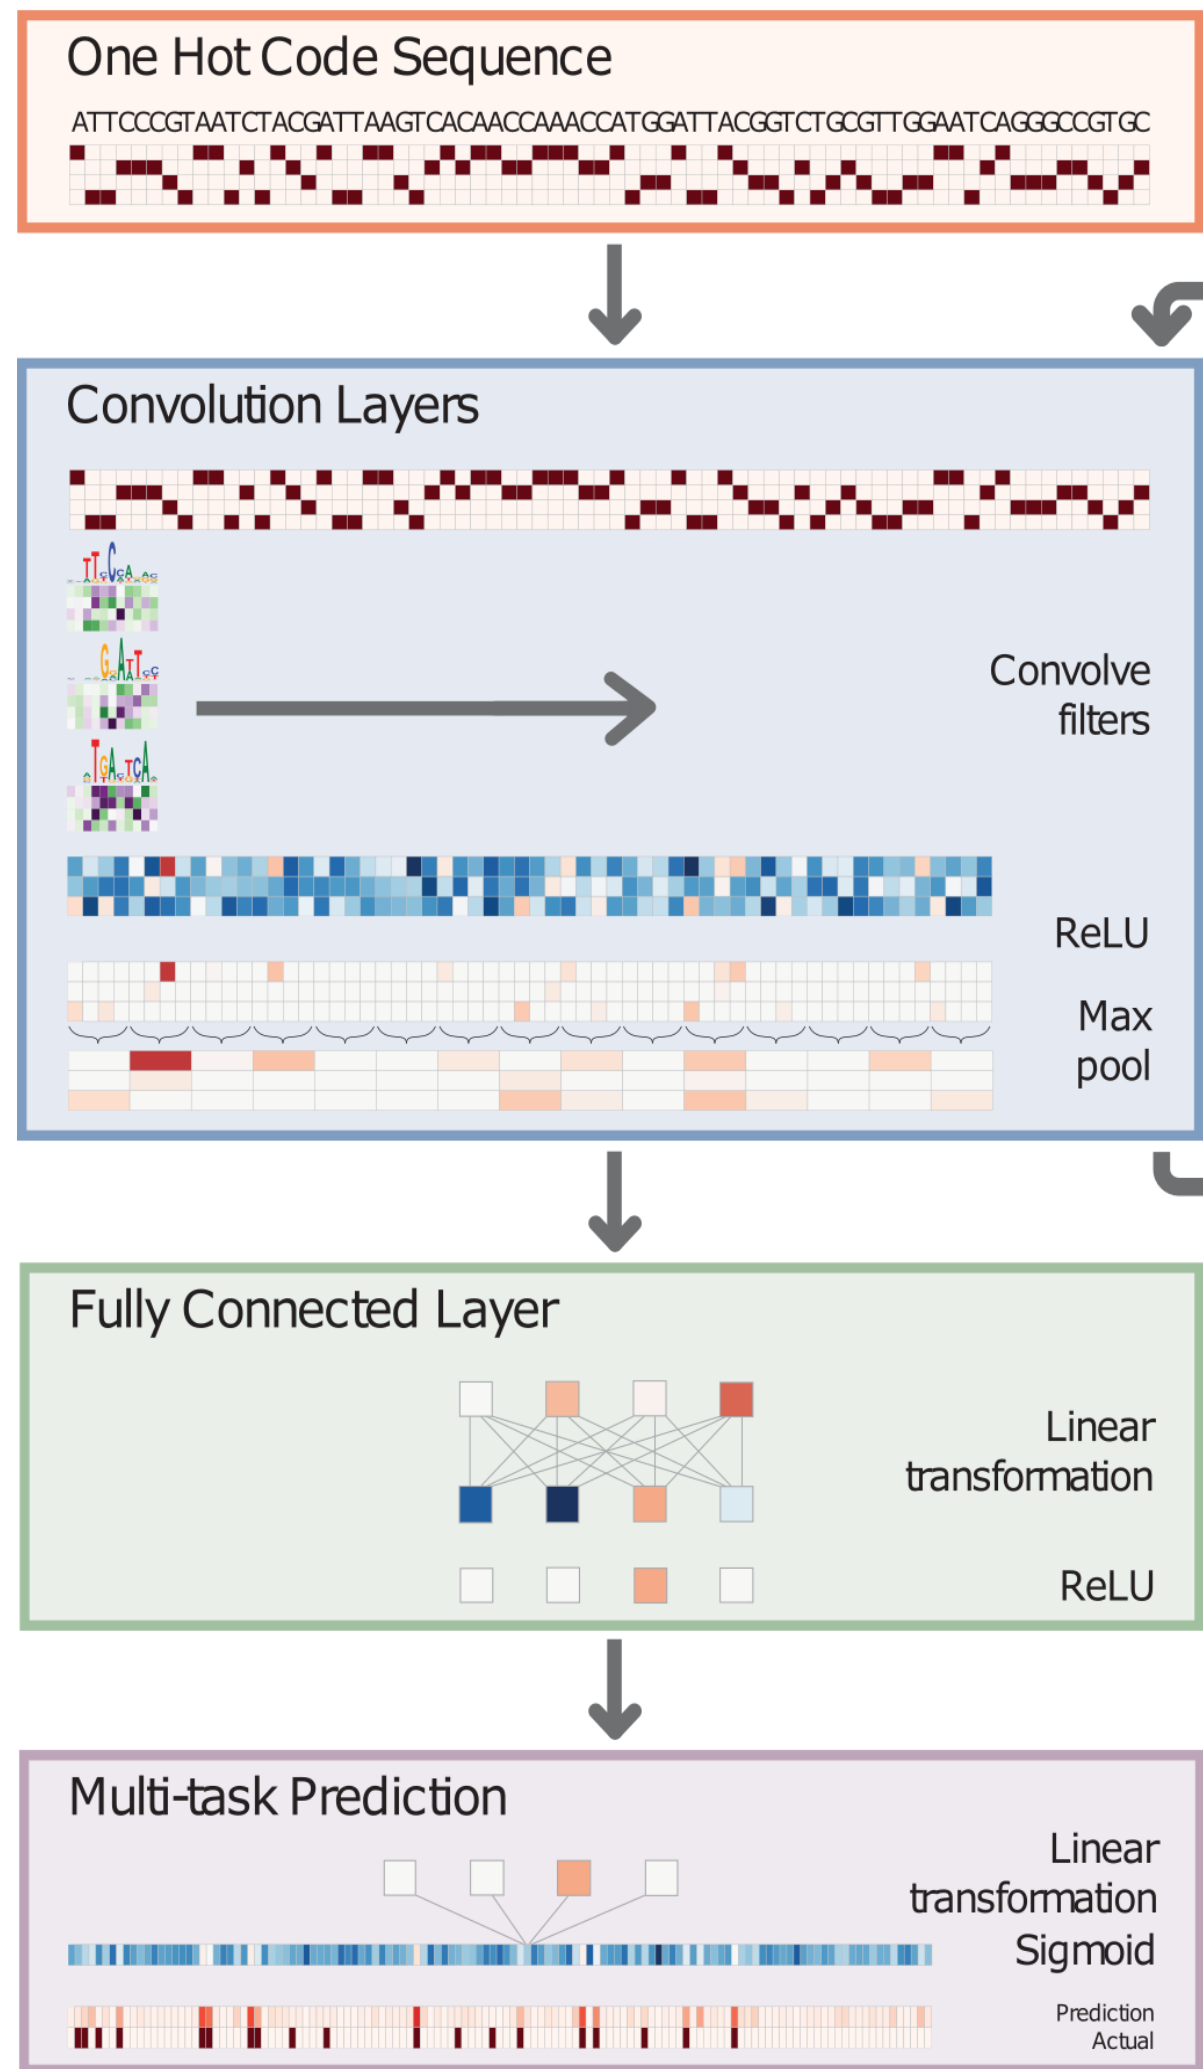 One Hot Code Sequence
ATTCCCGTAATCTACGATTAAGTCACAACCAAACCATGGATTACGGTCTGCGTTGGAATCAGGGCCGTGC
Convolution Layers
Convolve
filters
ReLU
Max
pool
Fully Connected Layer
Linear
transformation
ReLU
Multi-task Prediction
Linear
transformation
Sigmoid
Prediction
Actual